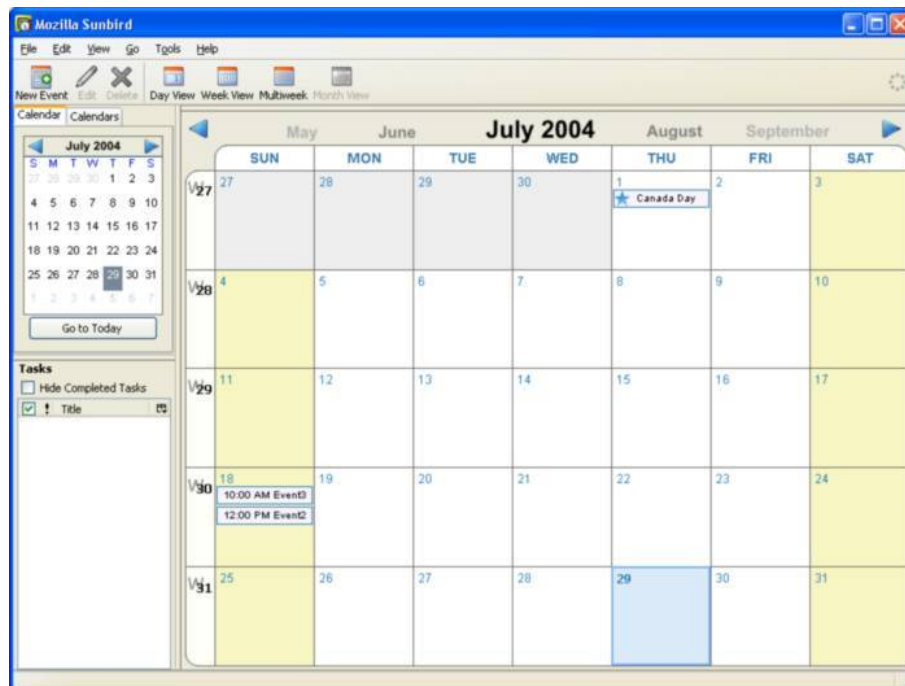 Mozilla Sunbird
File Edit View Go Tools Help
New Event Edit Delete Day View Week View Multiweek Month View
Calendar Calendars
July 2004
S M T W T F S
27 28 29 30 1 2 3
4 5 6 7 8 9 10
11 12 13 14 15 16 17
18 19 20 21 22 23 24
25 26 27 28 29 30 31
1 2 3 4 5 6 7
Go to Today
Tasks
Hide Completed Tasks
! Title
May June July 2004 August September
SUN MON TUE WED THU FRI SAT
W27 27 28 29 30 1 2 3
Canada Day
W28 4 5 6 7 8 9 10
W29 11 12 13 14 15 16 17
W30 18 19 20 21 22 23 24
10:00 AM Event3
12:00 PM Event2
W31 25 26 27 28 29 30 31